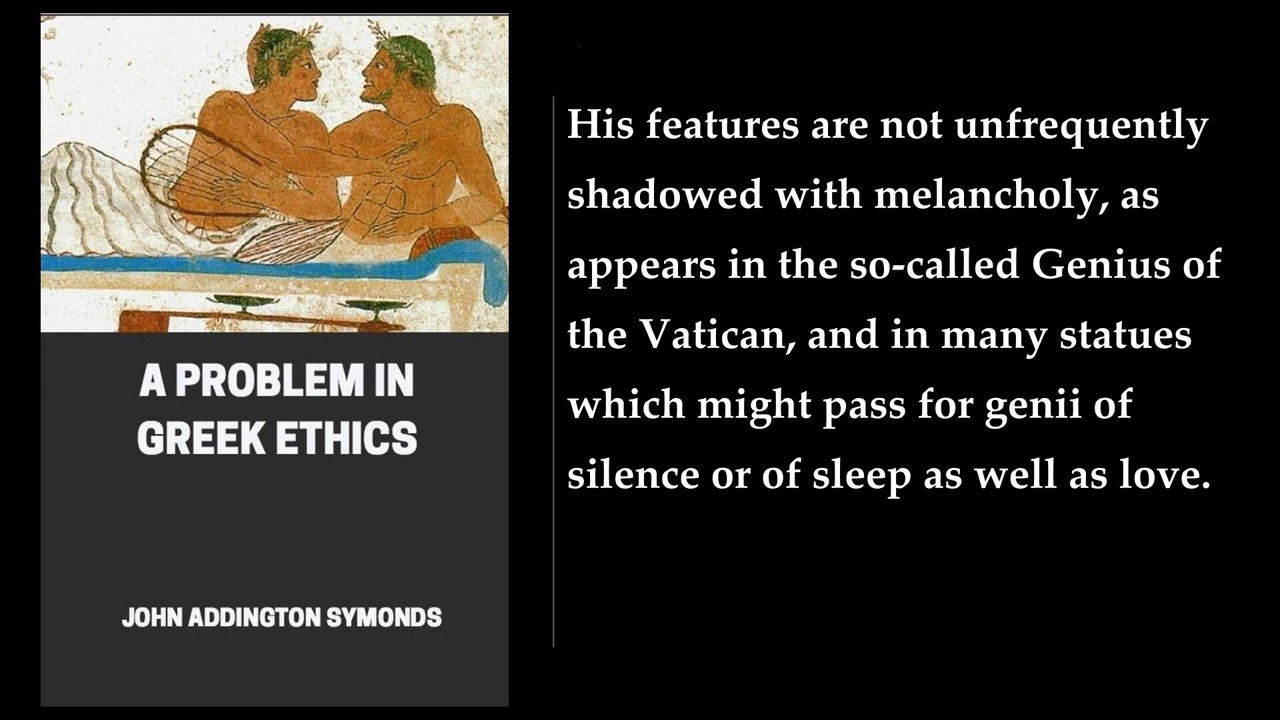 A PROBLEM IN
GREEK ETHICS
JOHN ADDINGTON SYMONDS
His features are not unfrequently
shadowed with melancholy, as
appears in the so-called Genius of
the Vatican, and in many statues
which might pass for genii of
silence or of sleep as well as love.